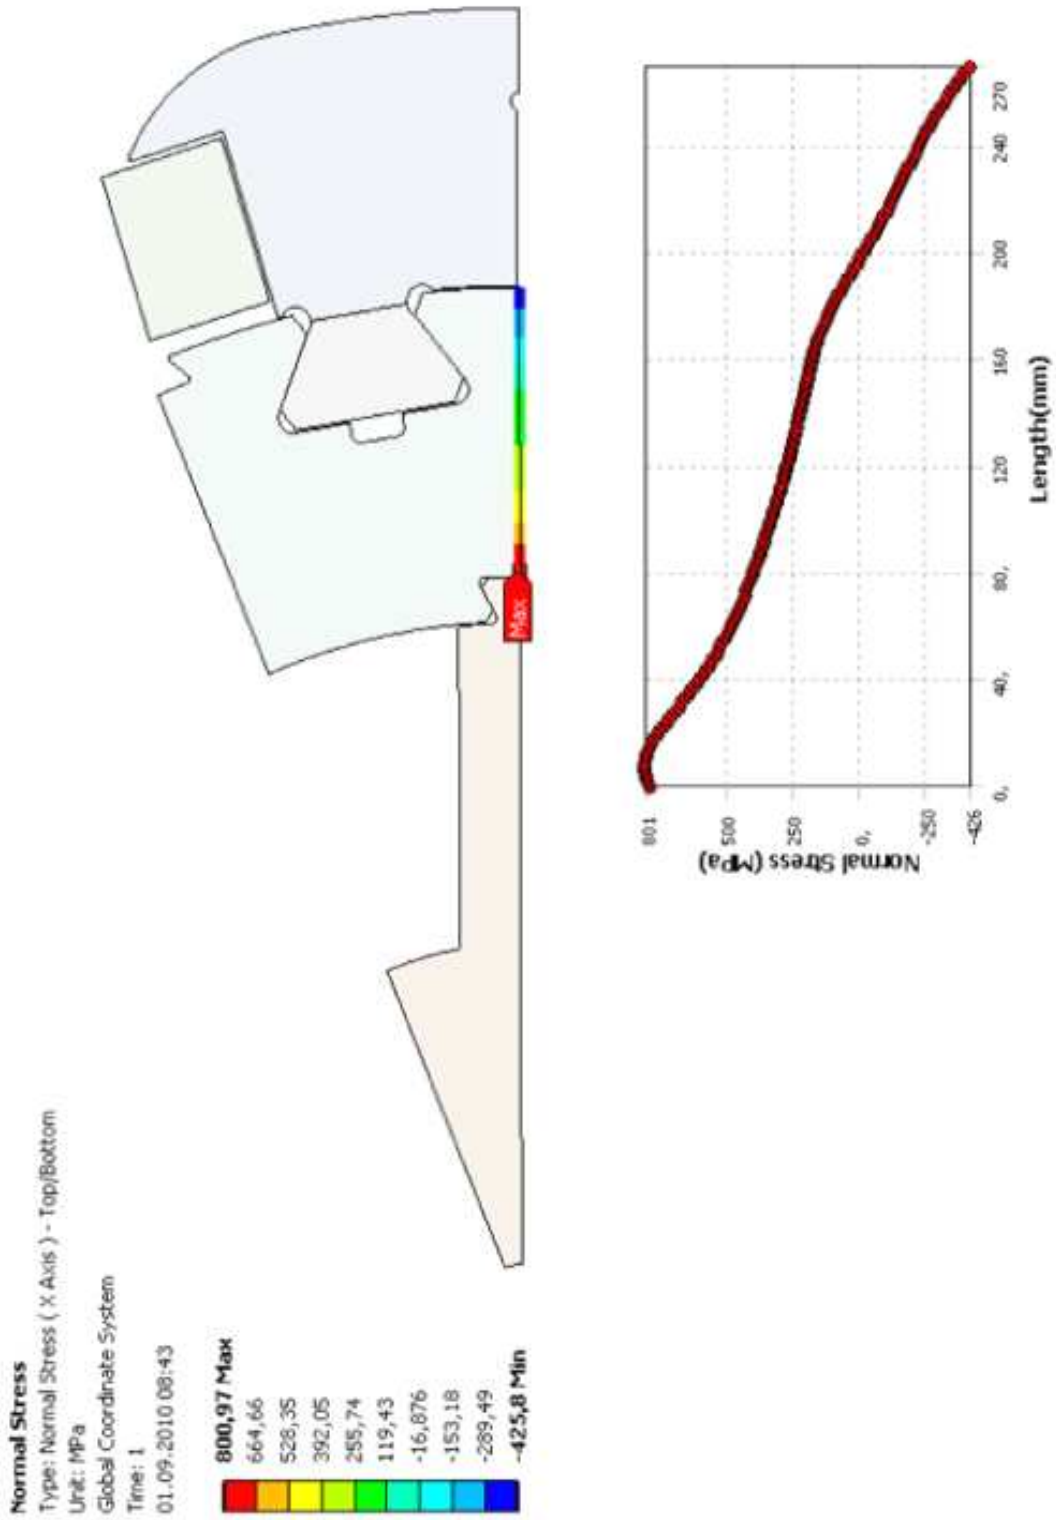 Normal Stress
Type: Normal Stress ( X Axis ) - Top/Bottom
Unit: MPa
Global Coordinate System
Time: 1
01.09.2010 08:43
800,97 Max
664,66
528,35
392,05
255,74
119,43
-16,876
-153,18
-289,49
-425,8 Min
Max
Normal Stress (MPa)
801
500
250
0,
-250
-426
0,
40,
80,
120
160
200
240
270
Length(mm)